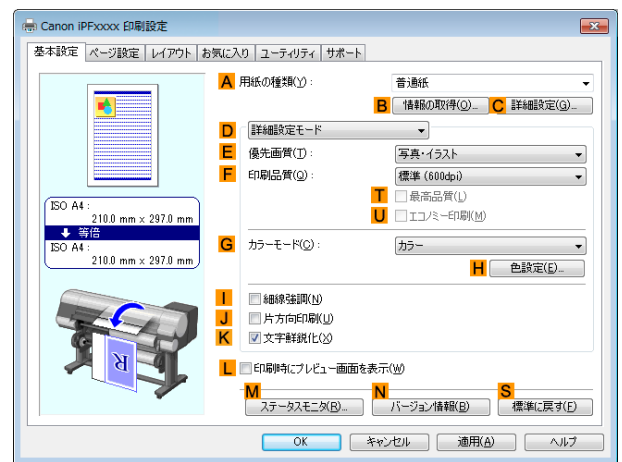 Canon iPFxxxx 印刷設定
基本設定 ページ設定 レイアウト お気に入り ユーティリティ サポート
A 用紙の種類(Y): 普通紙
B 情報の取得(O)... C 詳細設定(G)...
D 詳細設定モード
E 優先画質(T): 写真・イラスト
F 印刷品質(Q): 標準 (600dpi)
T 最高品質(L)
U エコノミー印刷(M)
ISO A4 :
210.0 mm × 297.0 mm
等倍
ISO A4 :
210.0 mm × 297.0 mm
G カラーモード(C): カラー
H 色設定(E)...
I 細線強調(N)
J 片方向印刷(U)
K 文字鮮鋭化(X)
R
L 印刷時にプレビュー画面を表示(W)
M N S
ステータスモニタ(R)... バージョン情報(B) 標準に戻す(F)
OK キャンセル 適用(A) ヘルプ